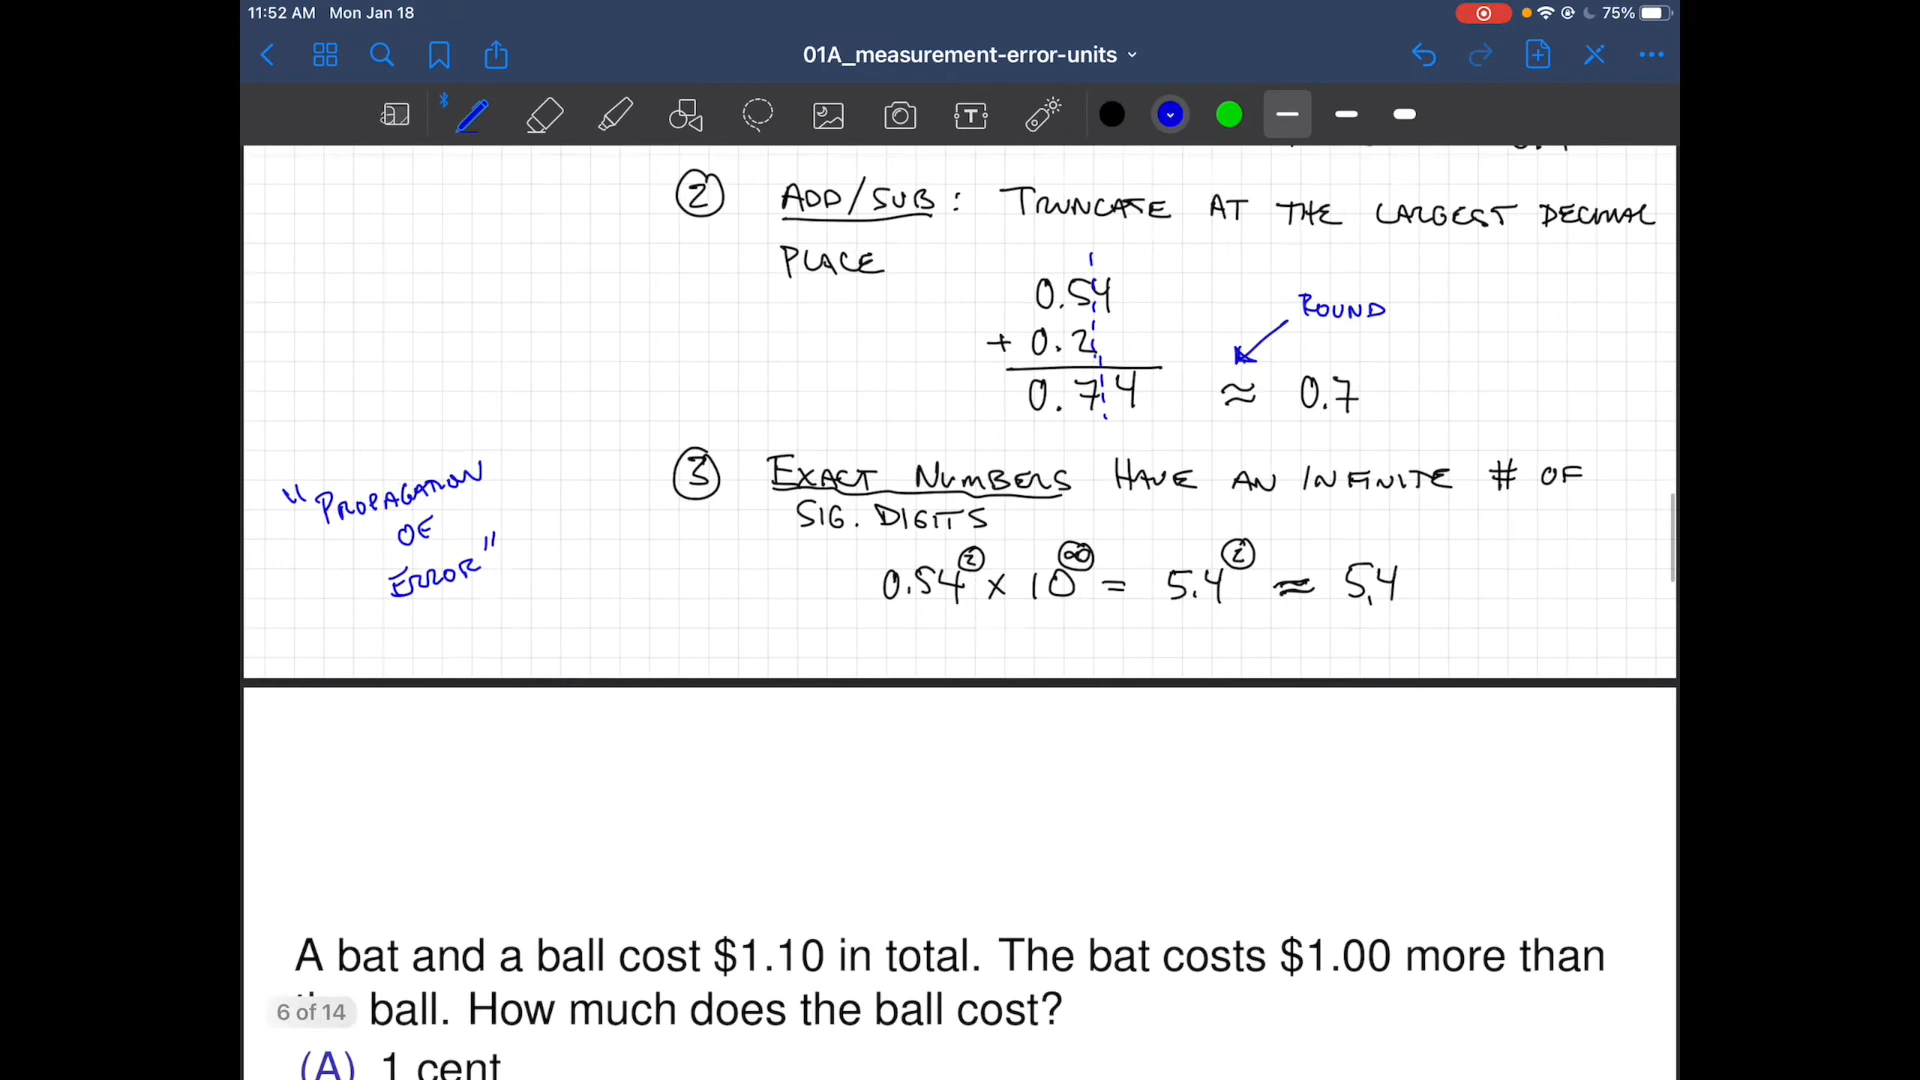 11:52 AM Mon Jan 18
75%
01A_measurement-error-units
T
② ADD/SUB: TRUNCATE AT THE LARGEST DECIMAL
PLACE
0.54
+ 0.2
0.74 ≈ 0.7
ROUND
③ EXACT NUMBERS HAVE AN INFINITE # OF
SIG. DIGITS
0.54② × 10^∞ = 5.4② ≈ 5.4
"PROPAGATION
OF
ERROR"
A bat and a ball cost $1.10 in total. The bat costs $1.00 more than
ball. How much does the ball cost?
6 of 14
(A) 1 cent